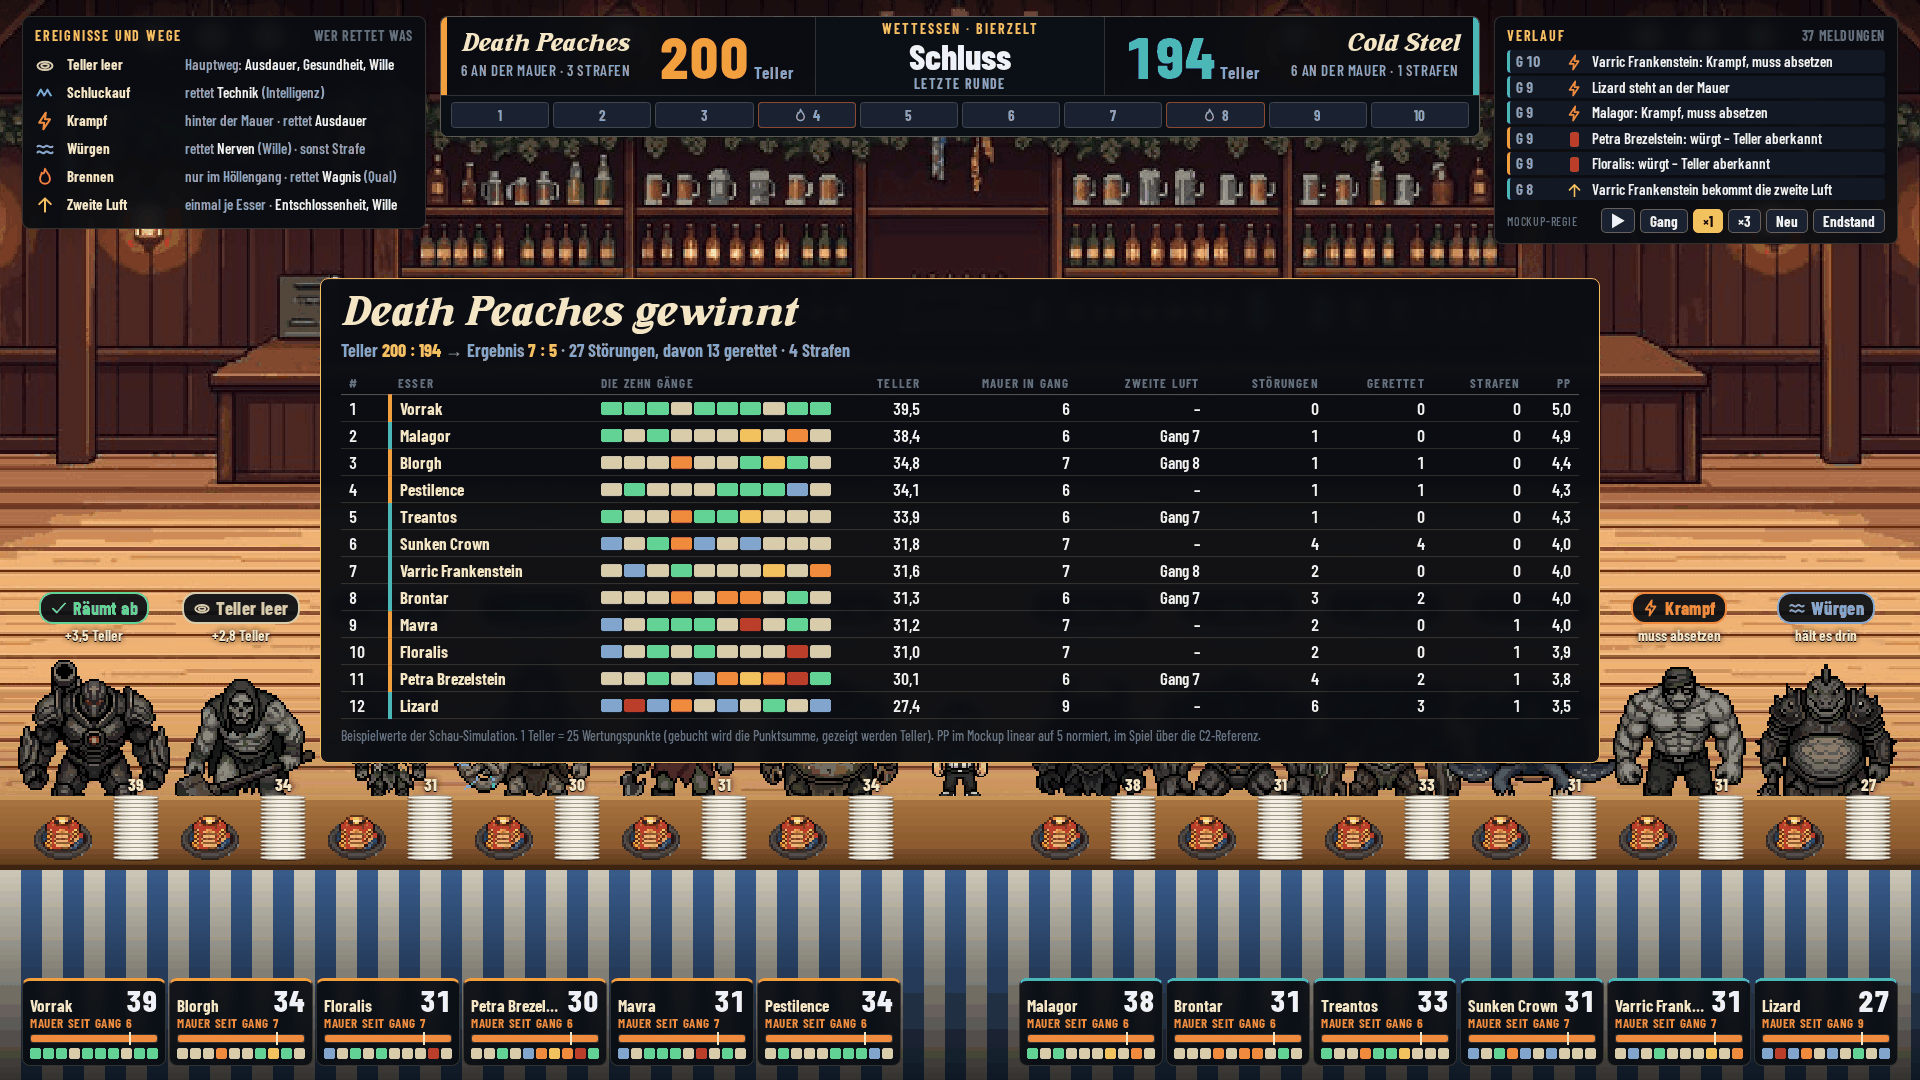 EREIGNISSE UND WEGE WER RETTET WAS
Teller leer Hauptweg: Ausdauer, Gesundheit, Wille
Schluckauf rettet Technik (Intelligenz)
Krampf hinter der Mauer · rettet Ausdauer
Würgen rettet Nerven (Wille) · sonst Strafe
Brennen nur im Höllengang · rettet Wagnis (Qual)
Zweite Luft einmal je Esser · Entschlossenheit, Wille
Death Peaches
6 AN DER MAUER · 3 STRAFEN
200 Teller
WETTESSEN · BIERZELT
Schluss
LETZTE RUNDE
194 Teller
Cold Steel
6 AN DER MAUER · 1 STRAFEN
1 2 3 4 5 6 7 8 9 10
VERLAUF 37 MELDUNGEN
G 10 Varric Frankenstein: Krampf, muss absetzen
G 9 Lizard steht an der Mauer
G 9 Malagor: Krampf, muss absetzen
G 9 Petra Brezelstein: würgt – Teller aberkannt
G 9 Floralis: würgt – Teller aberkannt
G 8 Varric Frankenstein bekommt die zweite Luft
MOCKUP-REGIE Gang ×1 ×3 Neu Endstand
Death Peaches gewinnt
Teller 200 : 194 → Ergebnis 7 : 5 · 27 Störungen, davon 13 gerettet · 4 Strafen
# ESSER DIE ZEHN GÄNGE TELLER MAUER IN GANG ZWEITE LUFT STÖRUNGEN GERETTET STRAFEN PP
1 Vorrak 39,5 6 – 0 0 0 5,0
2 Malagor 38,4 6 Gang 7 1 0 0 4,9
3 Blorgh 34,8 7 Gang 8 1 1 0 4,4
4 Pestilence 34,1 6 – 1 1 0 4,3
5 Treantos 33,9 6 Gang 7 1 0 0 4,3
6 Sunken Crown 31,8 7 – 4 4 0 4,0
7 Varric Frankenstein 31,6 7 Gang 8 2 0 0 4,0
8 Brontar 31,3 6 Gang 7 3 2 0 4,0
9 Mavra 31,2 7 – 2 0 1 4,0
10 Floralis 31,0 7 – 2 0 1 3,9
11 Petra Brezelstein 30,1 6 Gang 7 4 2 1 3,8
12 Lizard 27,4 9 – 6 3 1 3,5
Beispielwerte der Schau-Simulation. 1 Teller = 25 Wertungspunkte (gebucht wird die Punktsumme, gezeigt werden Teller). PP im Mockup linear auf 5 normiert, im Spiel über die C2-Referenz.
Räumt ab
+3,5 Teller
Teller leer
+2,8 Teller
Krampf
muss absetzen
Würgen
hält es drin
39 34 31 30 31 34 38 31 33 31 31 27
Vorrak 39
MAUER SEIT GANG 6
Blorgh 34
MAUER SEIT GANG 7
Floralis 31
MAUER SEIT GANG 7
Petra Brezel... 30
MAUER SEIT GANG 6
Mavra 31
MAUER SEIT GANG 7
Pestilence 34
MAUER SEIT GANG 6
Malagor 38
MAUER SEIT GANG 6
Brontar 31
MAUER SEIT GANG 6
Treantos 33
MAUER SEIT GANG 6
Sunken Crown 31
MAUER SEIT GANG 7
Varric Frank... 31
MAUER SEIT GANG 7
Lizard 27
MAUER SEIT GANG 9